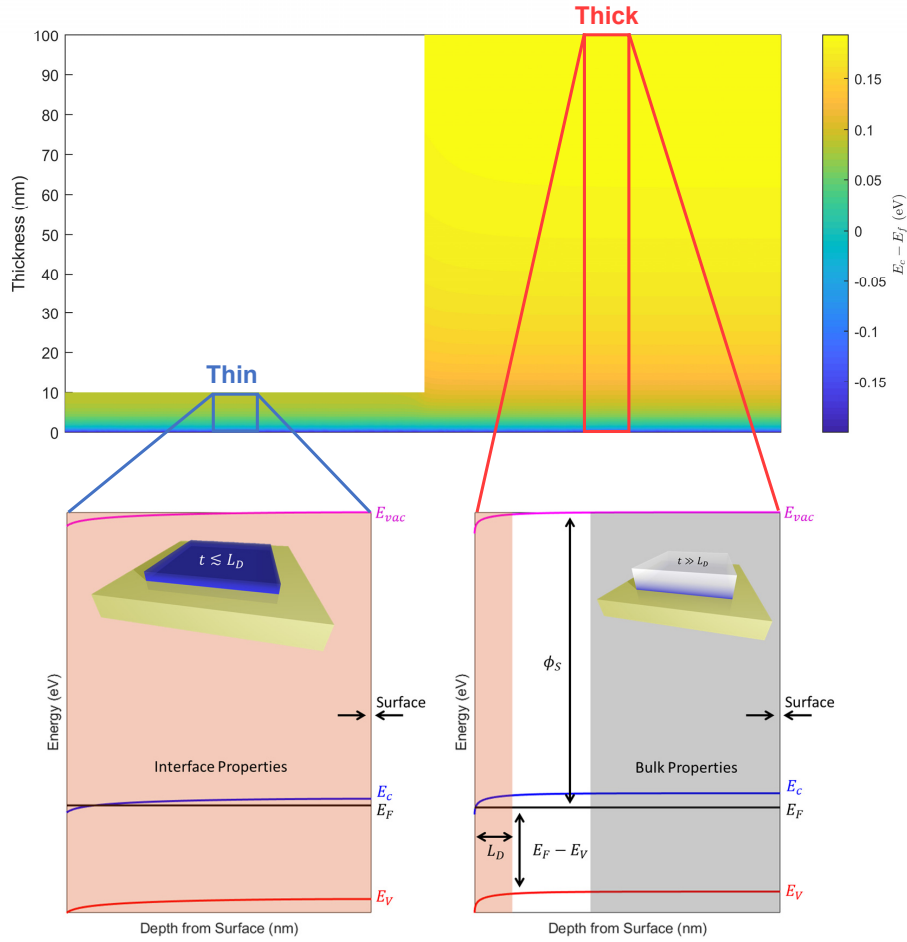 Thick
100
90
80
70
60
50
40
30
20
10
0
Thickness (nm)
Thin
0.15
0.1
0.05
0
-0.05
-0.1
-0.15
E_c − E_f (eV)
E_vac
t ≲ L_D
Energy (eV)
Surface
Interface Properties
E_c
E_F
E_V
Depth from Surface (nm)
E_vac
t ≫ L_D
ϕ_S
Energy (eV)
Surface
Bulk Properties
E_c
E_F
L_D
E_F − E_V
E_V
Depth from Surface (nm)